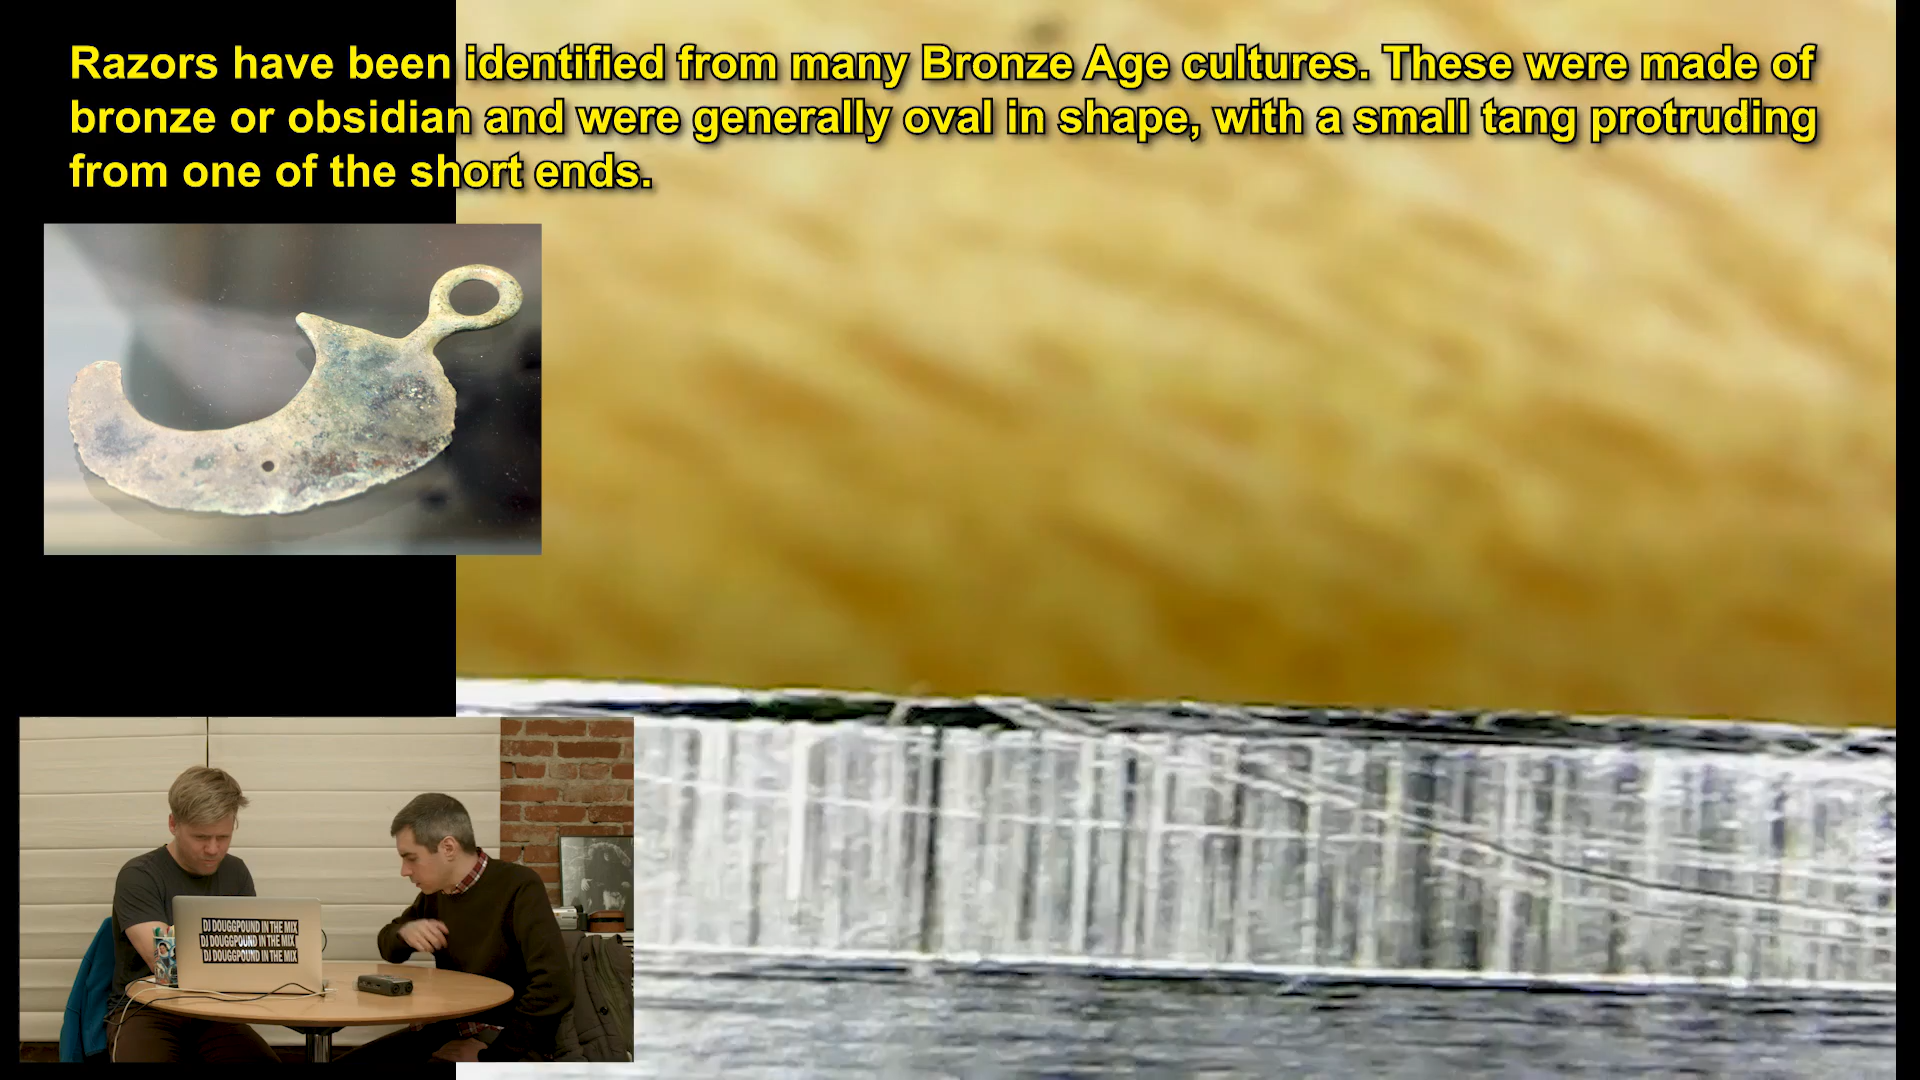 Razors have been identified from many Bronze Age cultures. These were made of
bronze or obsidian and were generally oval in shape, with a small tang protruding
from one of the short ends.
DJ DOUGGPOUND IN THE MIX
DJ DOUGGPOUND IN THE MIX
DJ DOUGGPOUND IN THE MIX